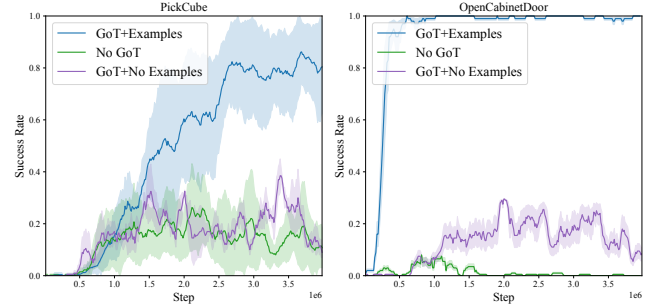 PickCube
GoT+Examples
No GoT
GoT+No Examples
Success Rate
1.0
0.8
0.6
0.4
0.2
0.0
0.0 0.5 1.0 1.5 2.0 2.5 3.0 3.5
Step
1e6
OpenCabinetDoor
GoT+Examples
No GoT
GoT+No Examples
Success Rate
1.0
0.8
0.6
0.4
0.2
0.0
0.0 0.5 1.0 1.5 2.0 2.5 3.0 3.5
Step
1e6